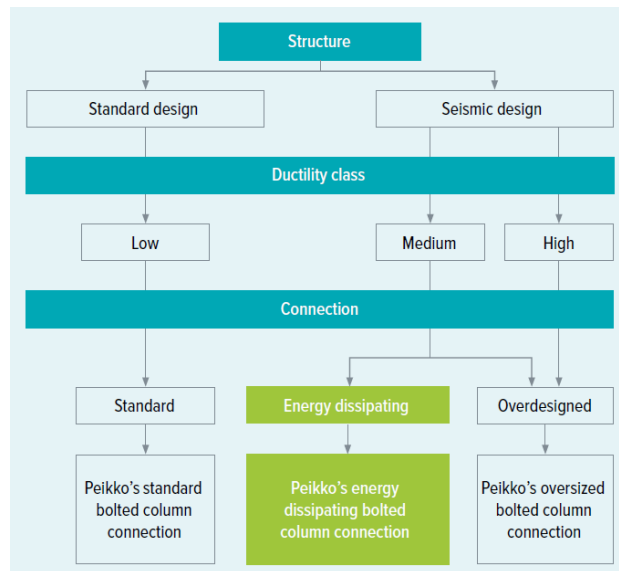 Structure
Standard design
Seismic design
Ductility class
Low
Medium
High
Connection
Standard
Energy dissipating
Overdesigned
Peikko’s standard
bolted column
connection
Peikko’s energy
dissipating bolted
column connection
Peikko’s oversized
bolted column
connection